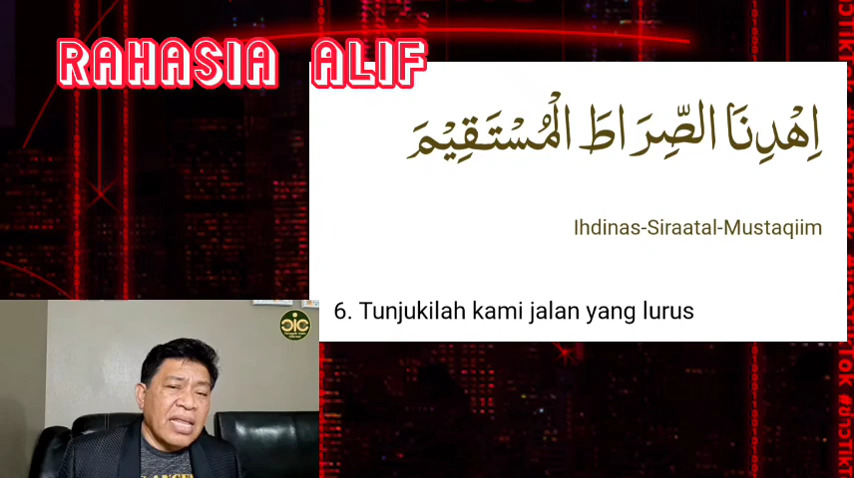 RAHASIA ALIF
اِهْدِنَا الصِّرَاطَ الْمُسْتَقِيْمَ
Ihdinas-Siraatal-Mustaqiim
6. Tunjukilah kami jalan yang lurus